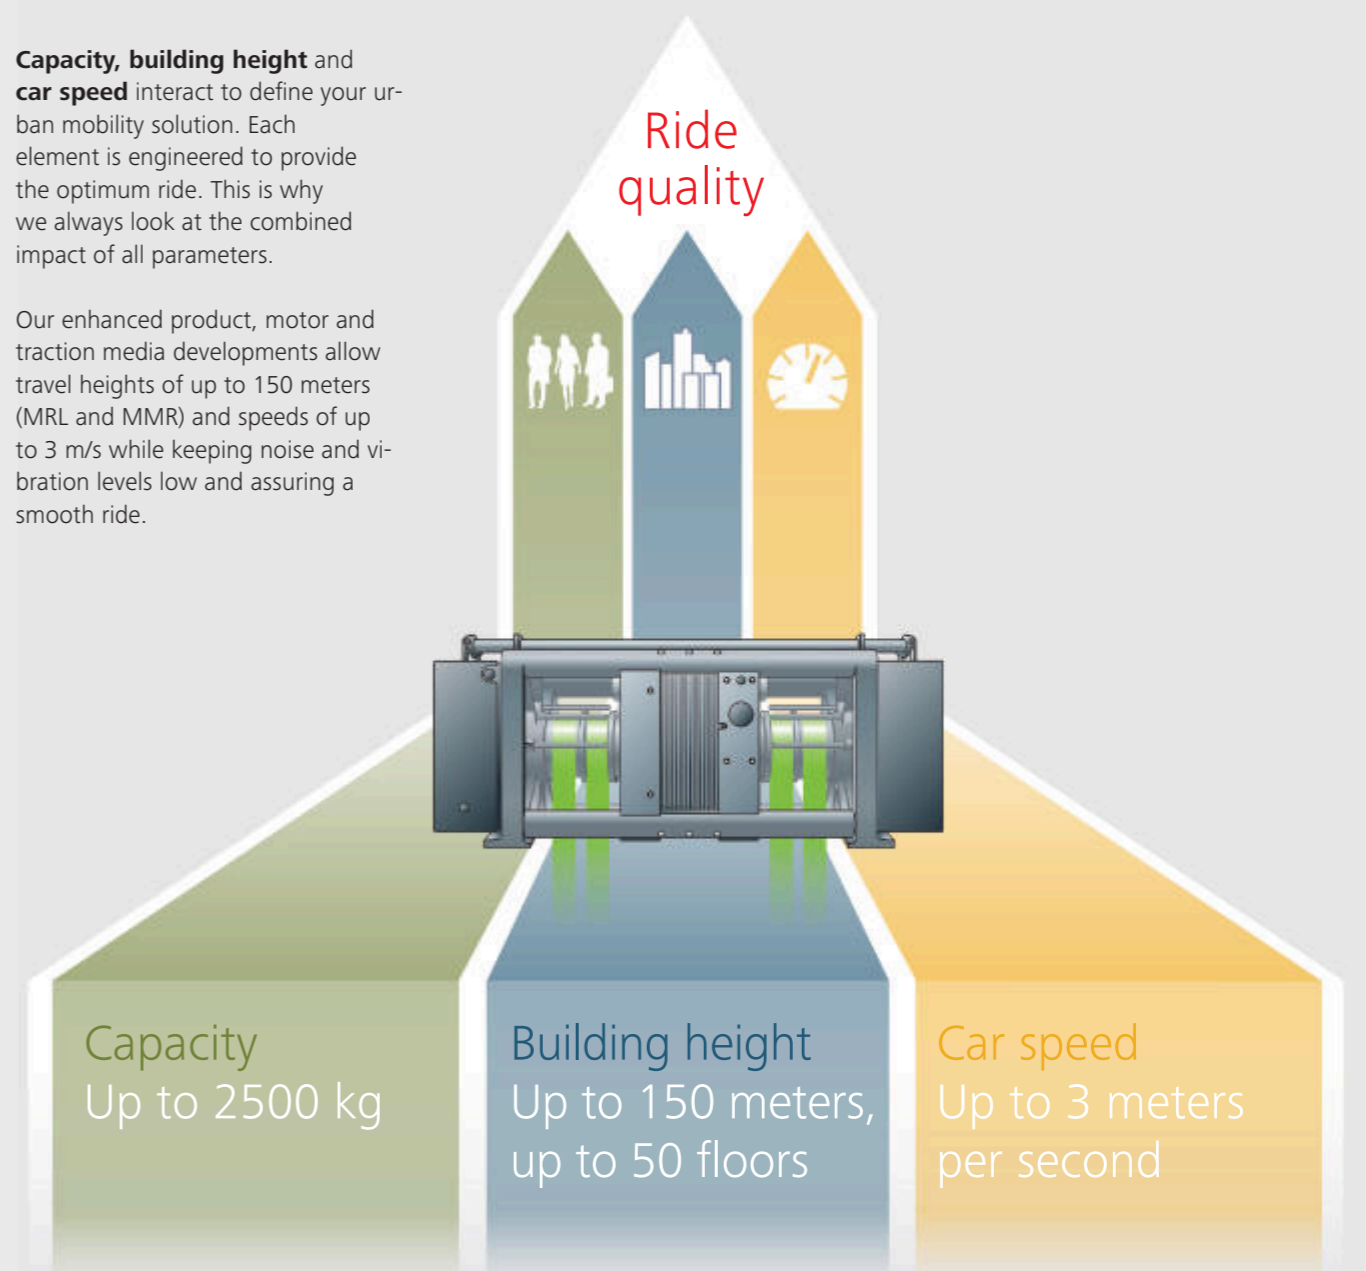 Capacity, building height and
car speed interact to define your ur-
ban mobility solution. Each
element is engineered to provide
the optimum ride. This is why
we always look at the combined
impact of all parameters.
Our enhanced product, motor and
traction media developments allow
travel heights of up to 150 meters
(MRL and MMR) and speeds of up
to 3 m/s while keeping noise and vi-
bration levels low and assuring a
smooth ride.
Ride
quality
Capacity
Up to 2500 kg
Building height
Up to 150 meters,
up to 50 floors
Car speed
Up to 3 meters
per second